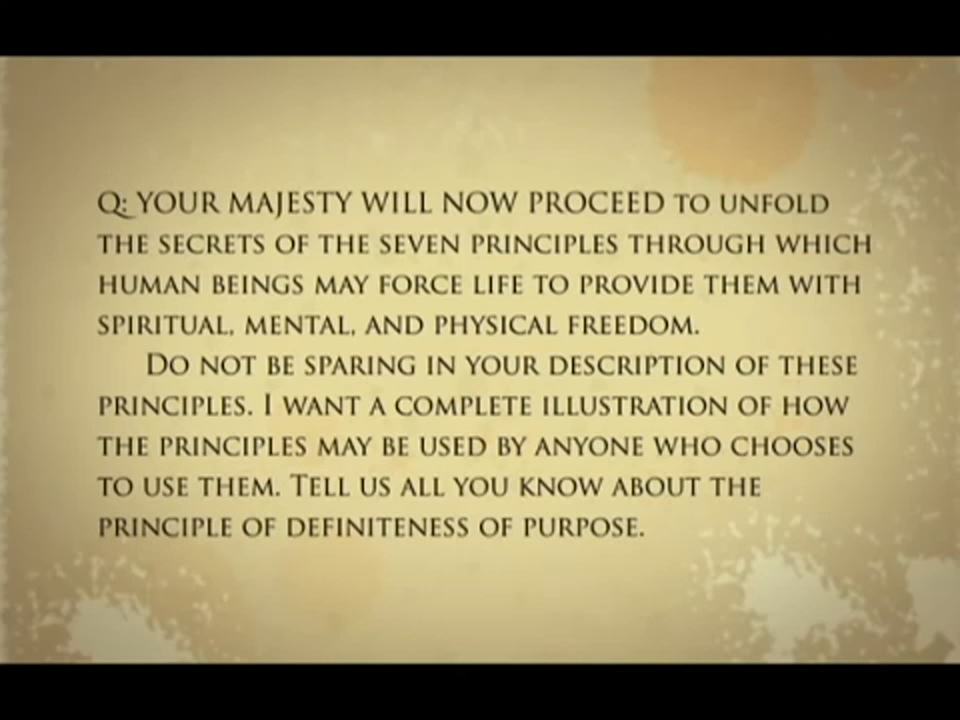 Q: YOUR MAJESTY WILL NOW PROCEED TO UNFOLD
THE SECRETS OF THE SEVEN PRINCIPLES THROUGH WHICH
HUMAN BEINGS MAY FORCE LIFE TO PROVIDE THEM WITH
SPIRITUAL, MENTAL, AND PHYSICAL FREEDOM.
DO NOT BE SPARING IN YOUR DESCRIPTION OF THESE
PRINCIPLES. I WANT A COMPLETE ILLUSTRATION OF HOW
THE PRINCIPLES MAY BE USED BY ANYONE WHO CHOOSES
TO USE THEM. TELL US ALL YOU KNOW ABOUT THE
PRINCIPLE OF DEFINITENESS OF PURPOSE.